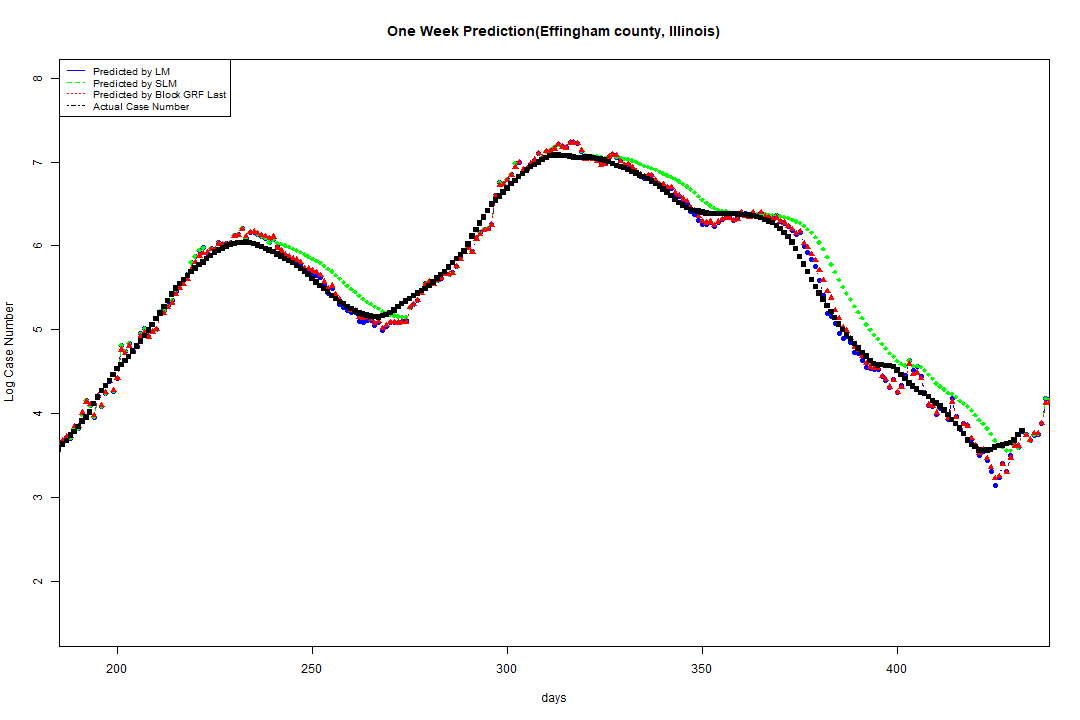 One Week Prediction(Effingham county, Illinois)
Predicted by LM
Predicted by SLM
Predicted by Block GRF Last
Actual Case Number
8
7
6
5
4
3
2
Log Case Number
200 250 300 350 400
days